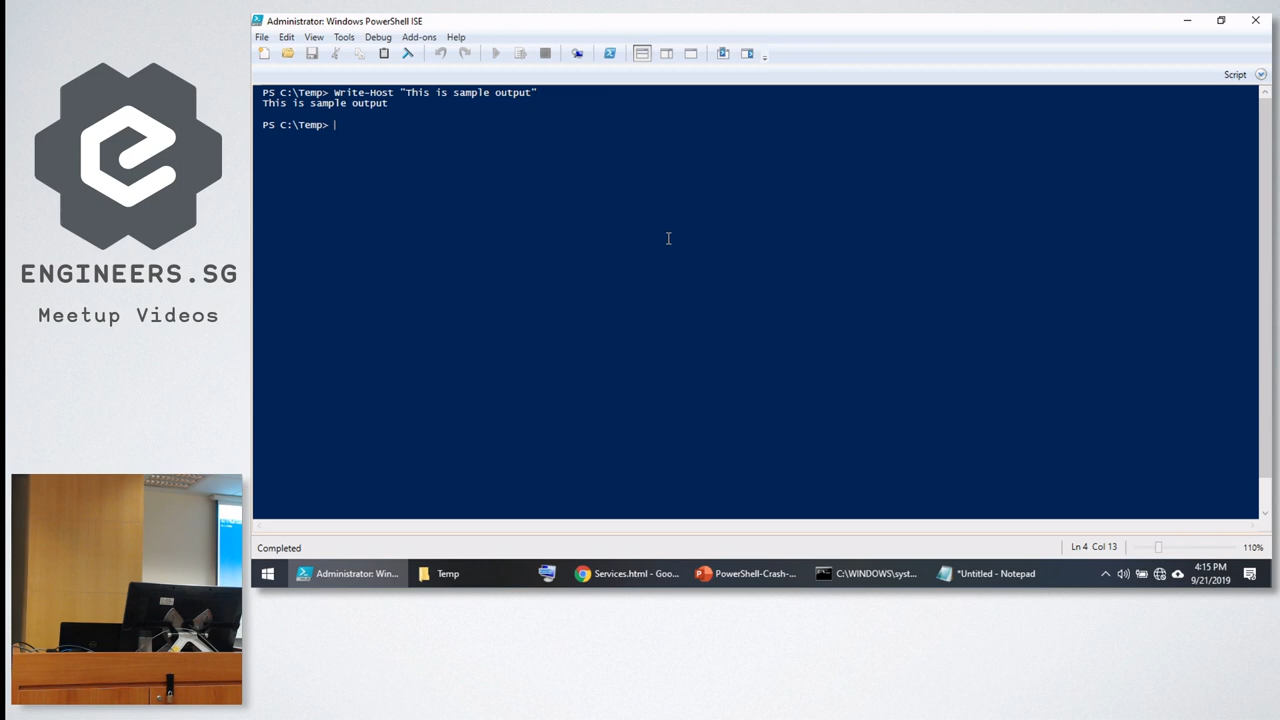 Administrator: Windows PowerShell ISE
File Edit View Tools Debug Add-ons Help
Script
PS C:\Temp> Write-Host "This is sample output"
This is sample output
PS C:\Temp>
ENGINEERS.SG
Meetup Videos
Completed
Ln 4 Col 13
110%
Administrator: Win...
Temp
Services.html - Goo...
PowerShell-Crash-...
C:\WINDOWS\syst...
*Untitled - Notepad
4:15 PM
9/21/2019